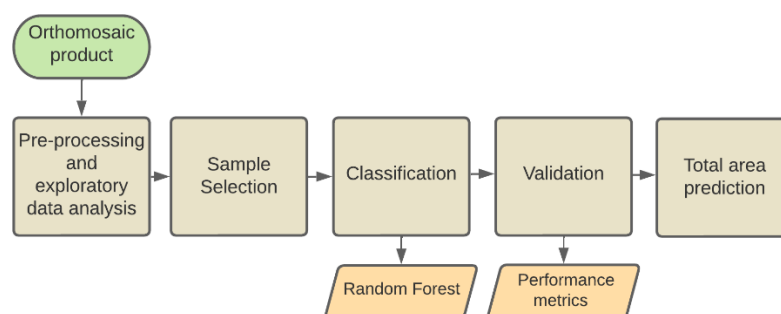 Orthomosaic
product
Pre-processing
and
exploratory
data analysis
Sample
Selection
Classification
Validation
Total area
prediction
Random Forest
Performance
metrics